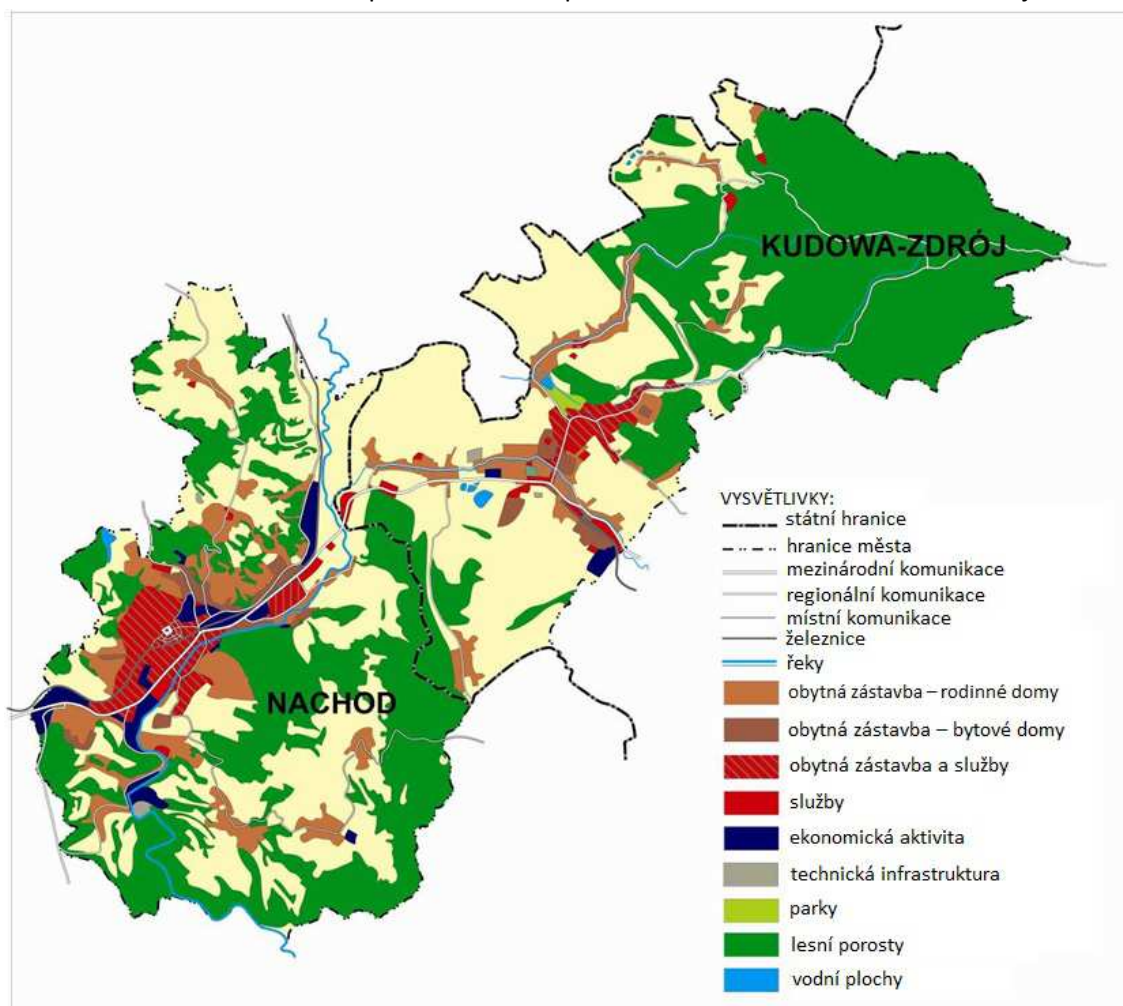 KUDOWA-ZDRÓJ
NACHOD
VYSVĚTLIVKY:
státní hranice
hranice města
mezinárodní komunikace
regionální komunikace
místní komunikace
železnice
řeky
obytná zástavba – rodinné domy
obytná zástavba – bytové domy
obytná zástavba a služby
služby
ekonomická aktivita
technická infrastruktura
parky
lesní porosty
vodní plochy